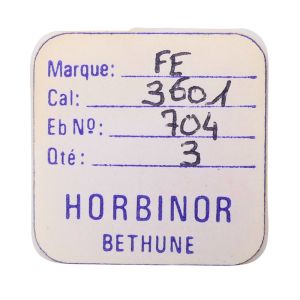 Marque: FE
Cal: 3601
Eb Nº: 704
Qté: 3
HORBINOR
BETHUNE